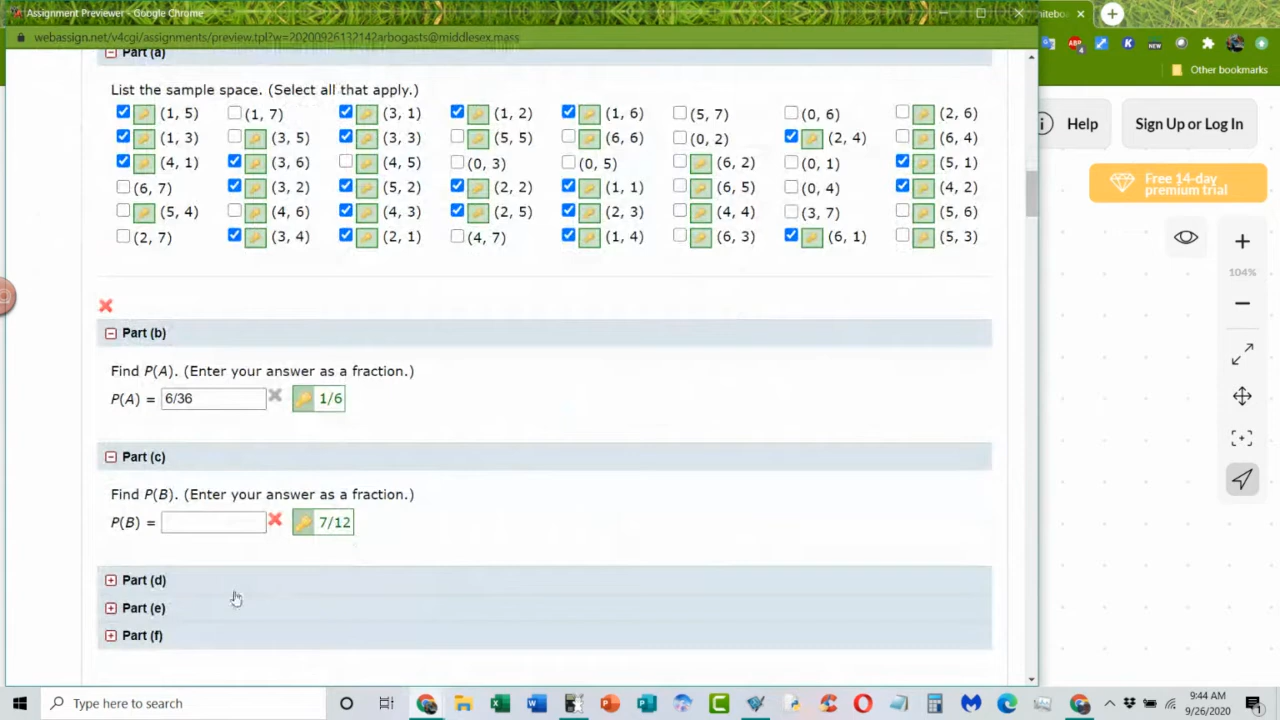 Assignment Previewer - Google Chrome
webassign.net/v4cgi/assignments/preview.tpl?w=20200926132142arbogasts@middlesex.mass
Other bookmarks
Part (a)
List the sample space. (Select all that apply.)
(1, 5) (1, 7) (3, 1) (1, 2) (1, 6) (5, 7) (0, 6) (2, 6)
(1, 3) (3, 5) (3, 3) (5, 5) (6, 6) (0, 2) (2, 4) (6, 4)
(4, 1) (3, 6) (4, 5) (0, 3) (0, 5) (6, 2) (0, 1) (5, 1)
(6, 7) (3, 2) (5, 2) (2, 2) (1, 1) (6, 5) (0, 4) (4, 2)
(5, 4) (4, 6) (4, 3) (2, 5) (2, 3) (4, 4) (3, 7) (5, 6)
(2, 7) (3, 4) (2, 1) (4, 7) (1, 4) (6, 3) (6, 1) (5, 3)
Part (b)
Find P(A). (Enter your answer as a fraction.)
P(A) = 6/36 1/6
Part (c)
Find P(B). (Enter your answer as a fraction.)
P(B) = 7/12
Part (d)
Part (e)
Part (f)
Help Sign Up or Log In
Free 14-day
premium trial
104%
Type here to search
9:44 AM
9/26/2020